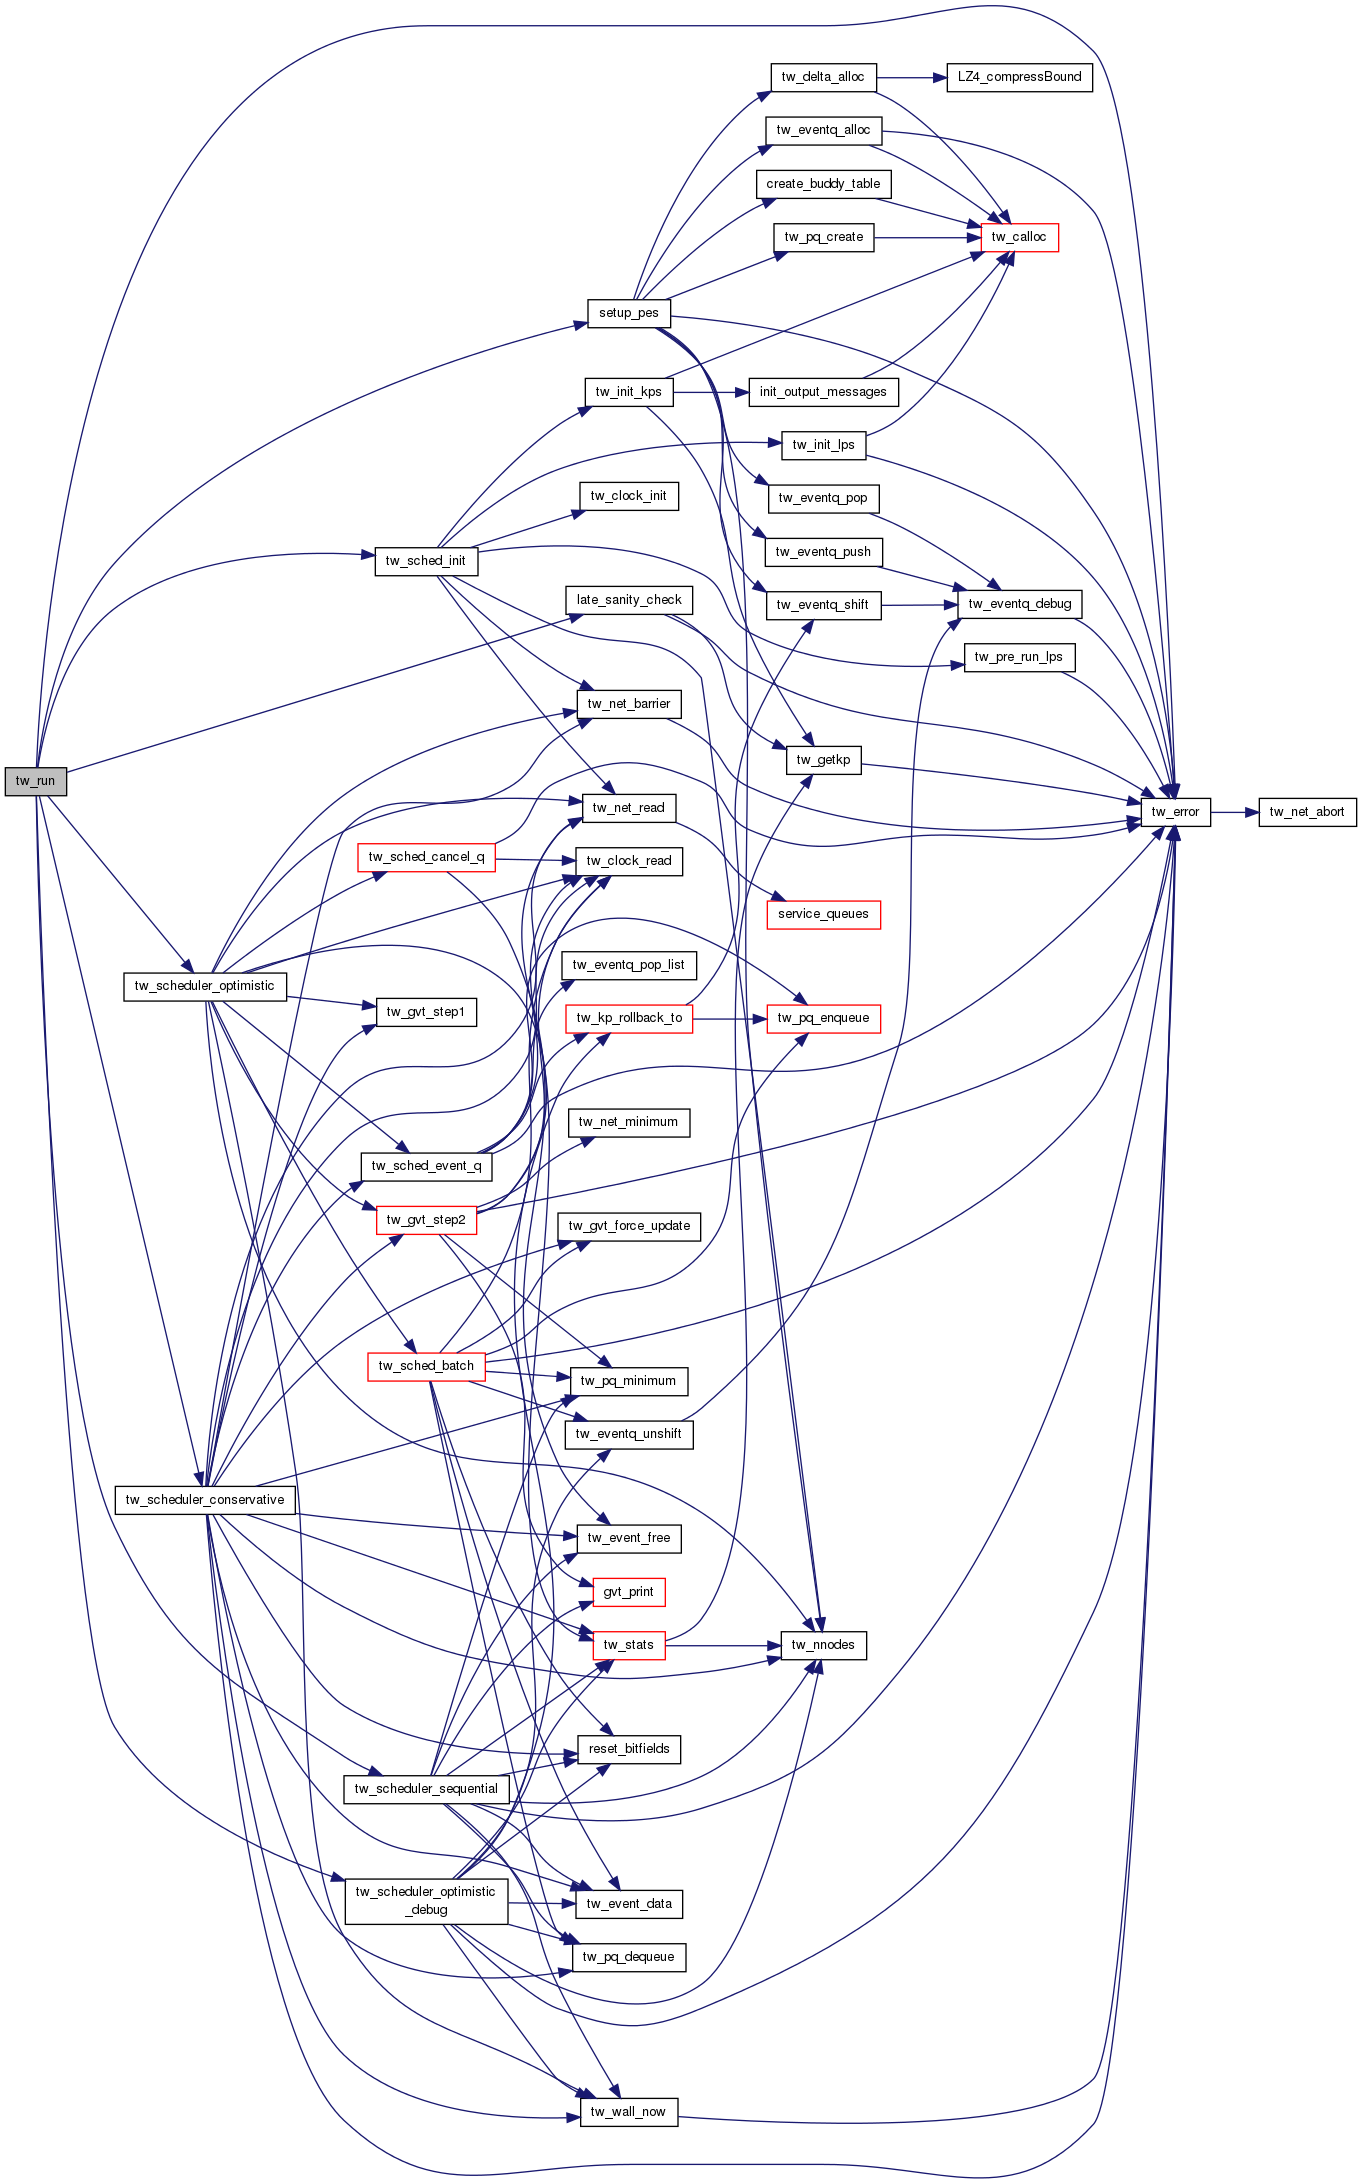 tw_delta_alloc
LZ4_compressBound
tw_eventq_alloc
create_buddy_table
tw_pq_create
tw_calloc
setup_pes
tw_init_kps
init_output_messages
tw_init_lps
tw_clock_init
tw_eventq_pop
tw_sched_init
tw_eventq_push
late_sanity_check
tw_eventq_shift
tw_eventq_debug
tw_pre_run_lps
tw_net_barrier
tw_getkp
tw_run
tw_net_read
tw_error
tw_net_abort
tw_sched_cancel_q
tw_clock_read
service_queues
tw_eventq_pop_list
tw_scheduler_optimistic
tw_gvt_step1
tw_kp_rollback_to
tw_pq_enqueue
tw_net_minimum
tw_sched_event_q
tw_gvt_step2
tw_gvt_force_update
tw_sched_batch
tw_pq_minimum
tw_eventq_unshift
tw_scheduler_conservative
tw_event_free
gvt_print
tw_stats
tw_nnodes
reset_bitfields
tw_scheduler_sequential
tw_scheduler_optimistic
_debug
tw_event_data
tw_pq_dequeue
tw_wall_now